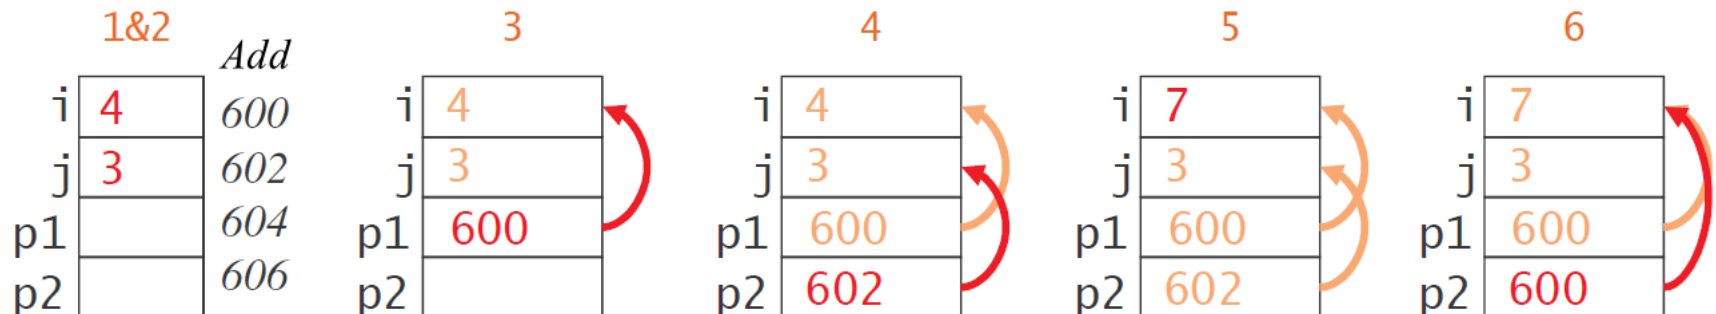 1&2 3 4 5 6
Add
i 4 600 i 4 i 4 i 7 i 7
j 3 602 j 3 j 3 j 3 j 3
p1 604 p1 600 p1 600 p1 600 p1 600
p2 606 p2 p2 602 p2 602 p2 600